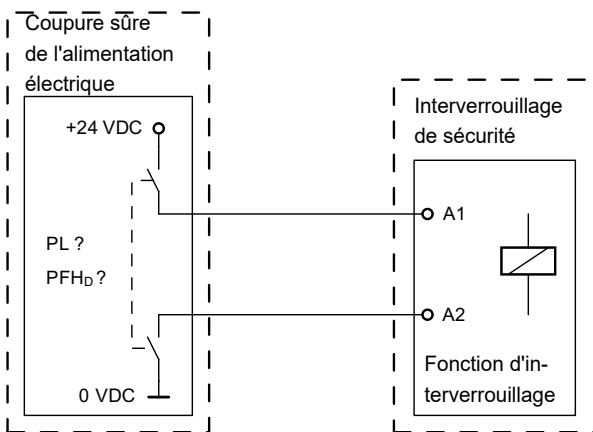 Coupure sûre
de l'alimentation
électrique
+24 VDC
PL ?
PFHD ?
0 VDC
Interverrouillage
de sécurité
A1
A2
Fonction d'in-
terverrouillage